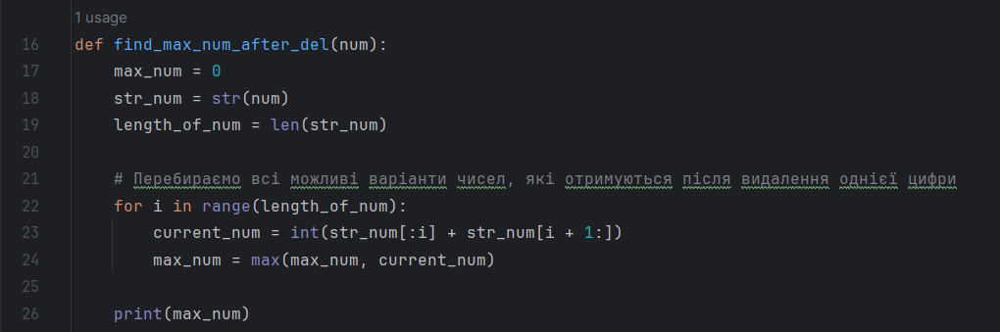 1 usage
16 def find_max_num_after_del(num):
17 max_num = 0
18 str_num = str(num)
19 length_of_num = len(str_num)
20
21 # Перебираємо всі можливі варіанти чисел, які отримуються після видалення однієї цифри
22 for i in range(length_of_num):
23 current_num = int(str_num[:i] + str_num[i + 1:])
24 max_num = max(max_num, current_num)
25
26 print(max_num)